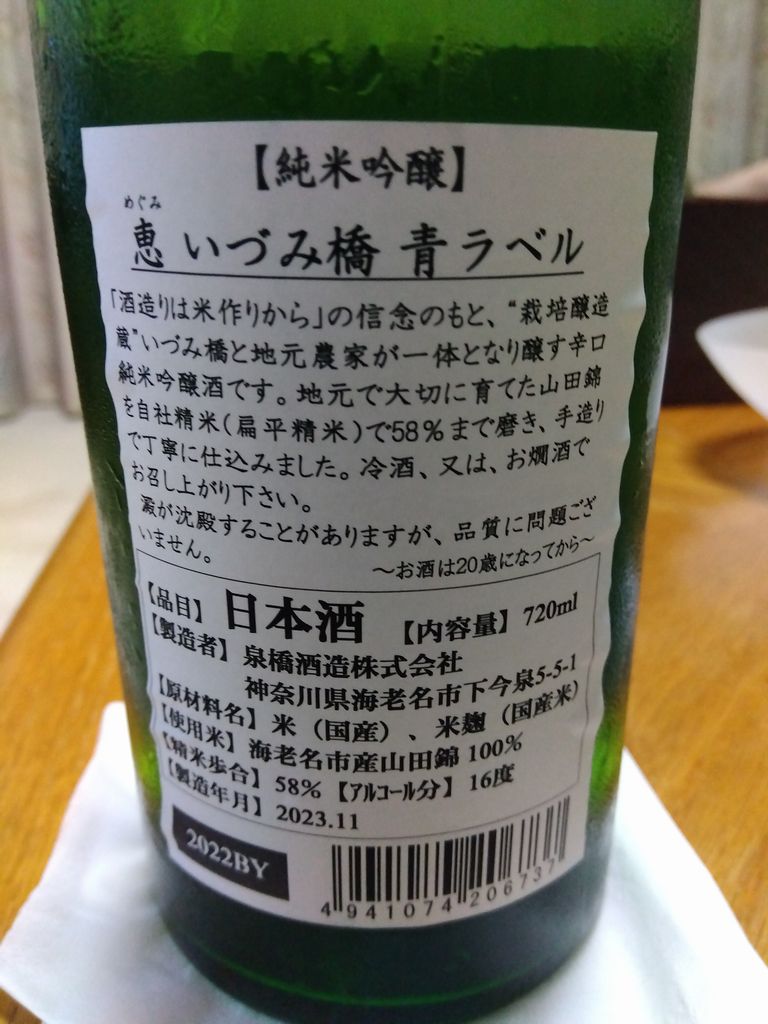 【純米吟醸】
めぐみ
恵 いづみ橋 青ラベル
「酒造りは米作りから」の信念のもと、“栽培醸造
蔵”いづみ橋と地元農家が一体となり醸す辛口
純米吟醸酒です。地元で大切に育てた山田錦
を自社精米(扁平精米)で58%まで磨き、手造り
で丁寧に仕込みました。冷酒、又は、お燗酒で
お召し上がり下さい。
澱が沈殿することがありますが、品質に問題ござ
いません。
～お酒は20歳になってから～
【品目】日本酒 【内容量】720ml
【製造者】泉橋酒造株式会社
神奈川県海老名市下今泉5-5-1
【原材料名】米（国産）、米麹（国産米）
【使用米】海老名市産山田錦 100%
【精米歩合】58%【アルコール分】16度
【製造年月】2023.11
2022BY
4941074206737